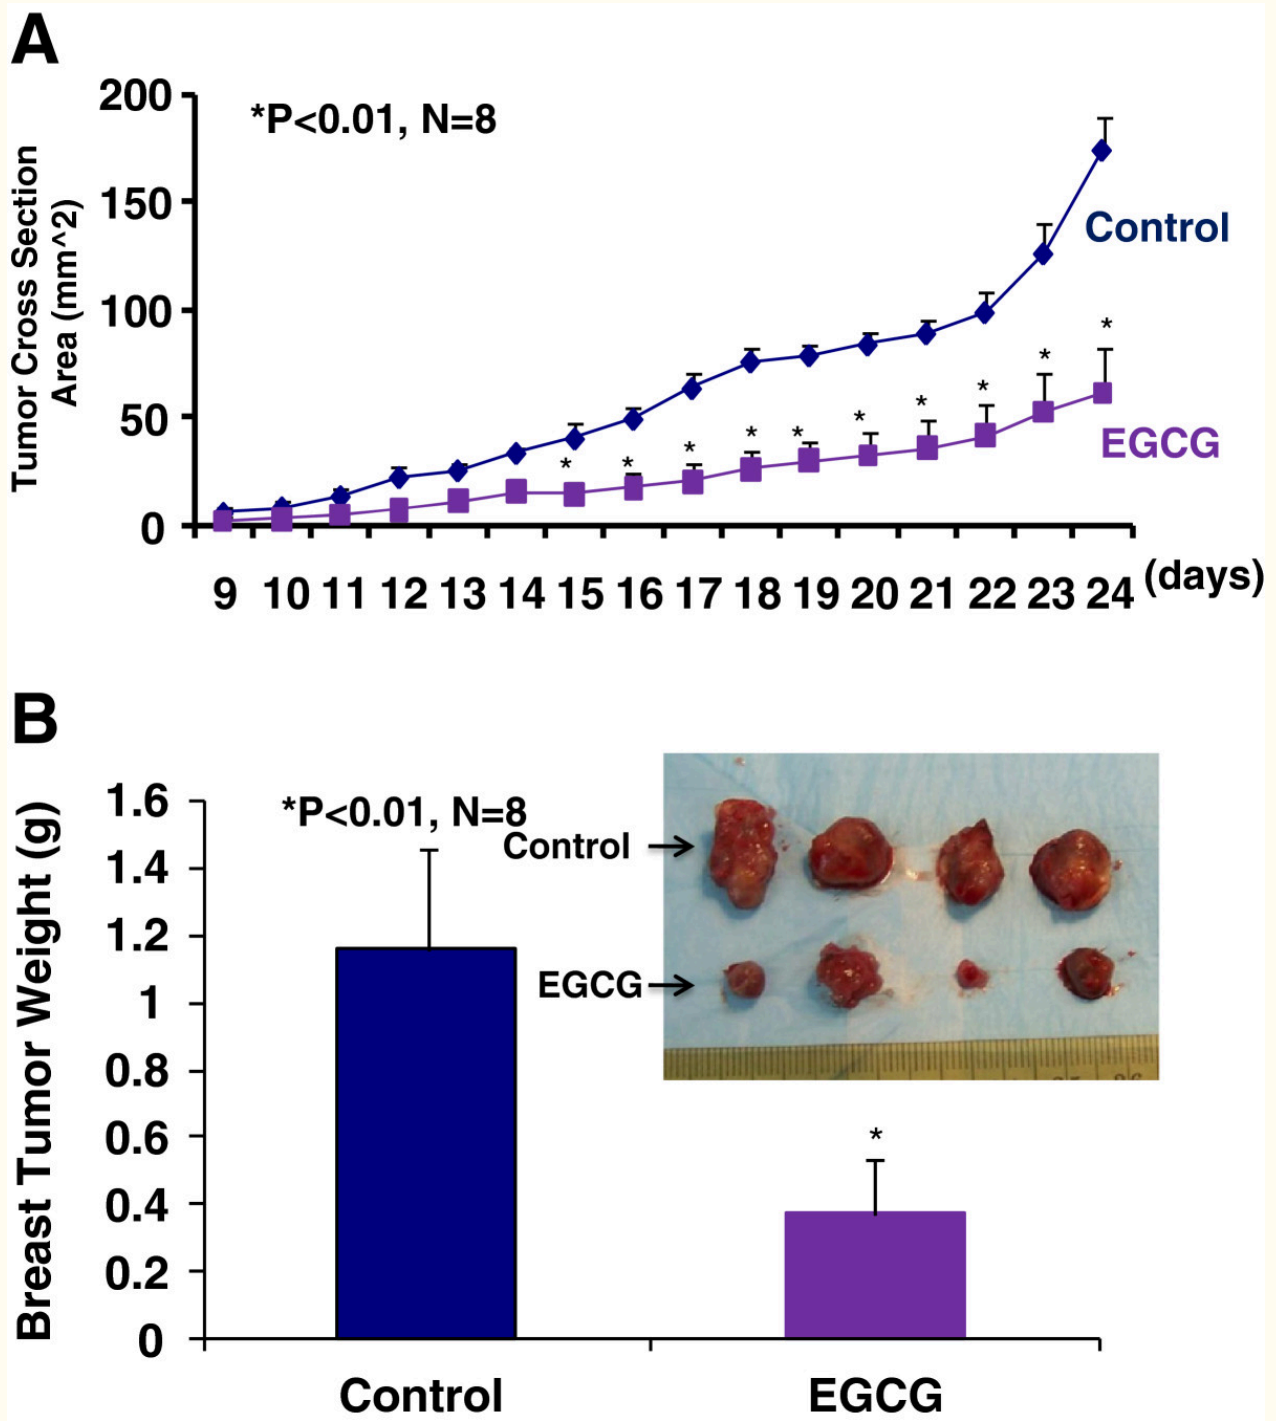 A
200
*P<0.01, N=8
Tumor Cross Section
Area (mm^2)
150
Control
100
*
*
*
*
50
*
*
*
*
*
*
EGCG
0
9 10 11 12 13 14 15 16 17 18 19 20 21 22 23 24 (days)
B
1.6
*P<0.01, N=8
Control
1.4
1.2
Breast Tumor Weight (g)
1
EGCG
0.8
0.6
*
0.4
0.2
0
Control EGCG